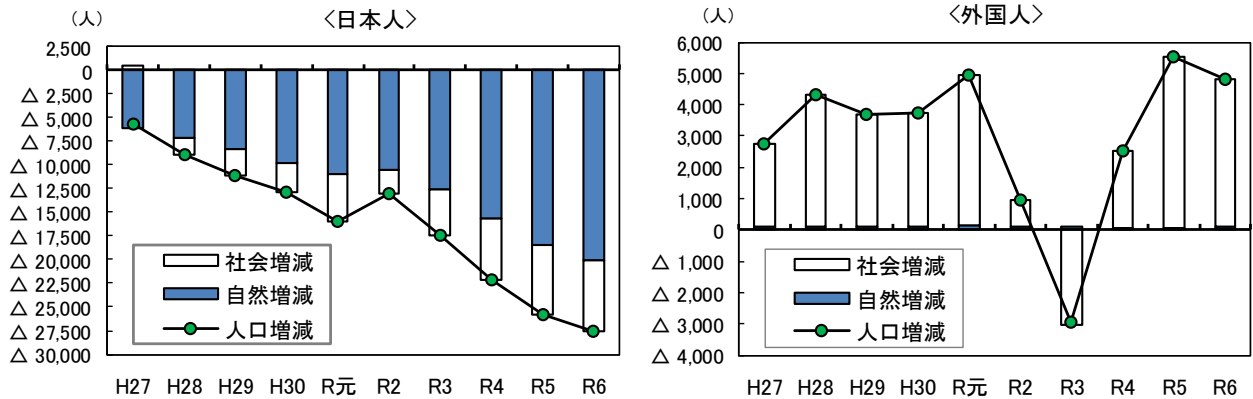 (人)
〈日本人〉
2,500
0
△ 2,500
△ 5,000
△ 7,500
△ 10,000
△ 12,500
△ 15,000
△ 17,500
△ 20,000
△ 22,500
△ 25,000
△ 27,500
△ 30,000
社会増減
自然増減
人口増減
H27 H28 H29 H30 R元 R2 R3 R4 R5 R6
(人)
〈外国人〉
6,000
5,000
4,000
3,000
2,000
1,000
0
△ 1,000
△ 2,000
△ 3,000
△ 4,000
社会増減
自然増減
人口増減
H27 H28 H29 H30 R元 R2 R3 R4 R5 R6